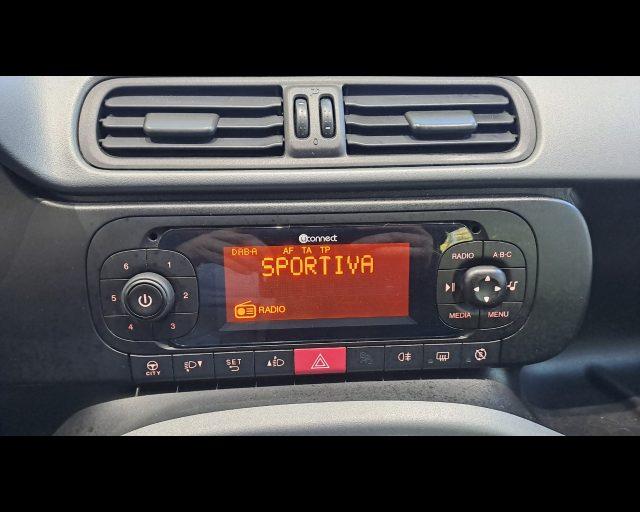 Uconnect
DAB-A AF TA TP
SPORTIVA
RADIO
6 1
5 2
4 3
RADIO A-B-C
MEDIA MENU
CITY
SET